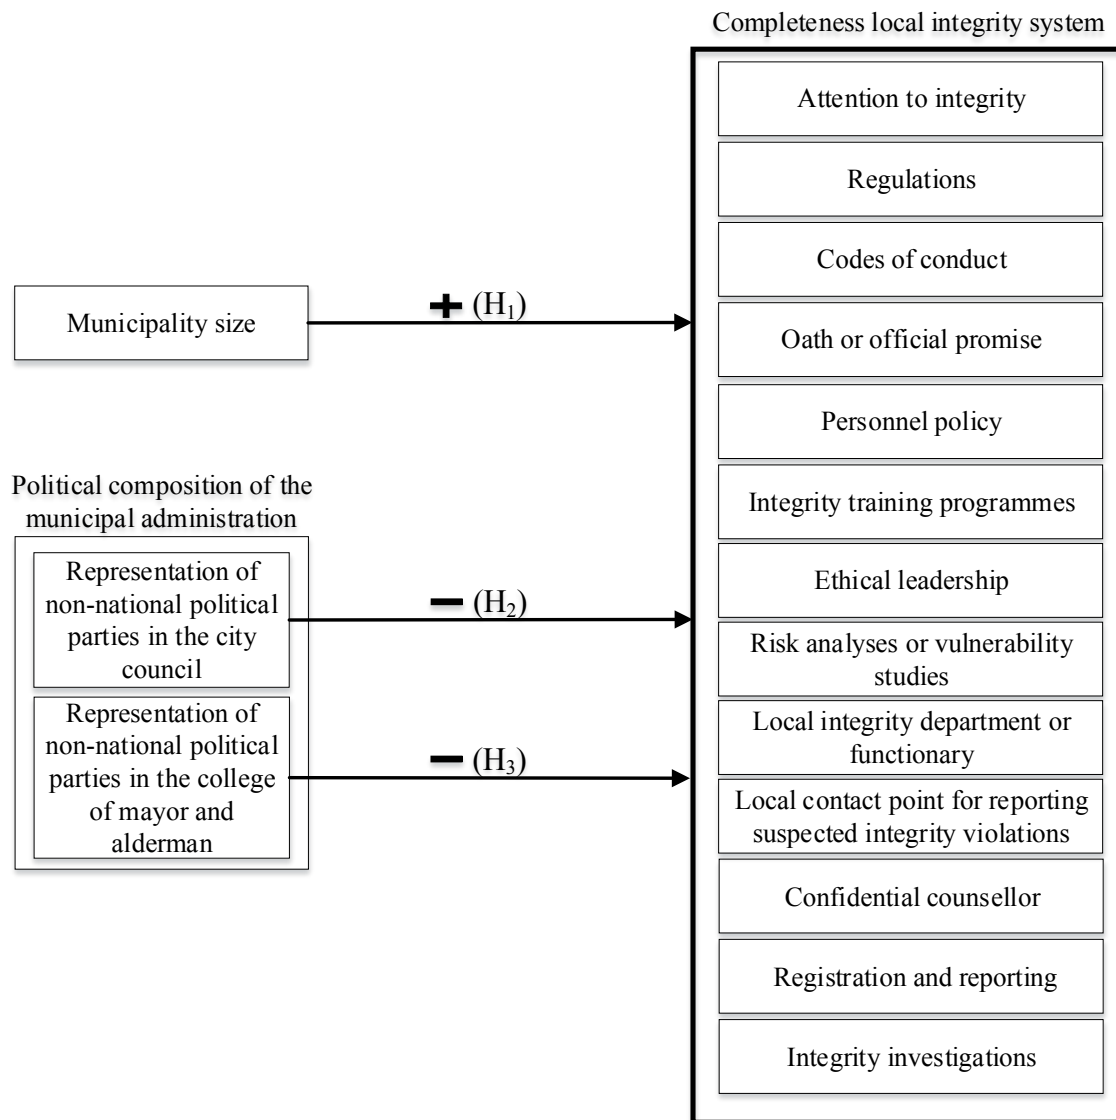 Completeness local integrity system
Attention to integrity
Regulations
Codes of conduct
Oath or official promise
Personnel policy
Integrity training programmes
Ethical leadership
Risk analyses or vulnerability
studies
Local integrity department or
functionary
Local contact point for reporting
suspected integrity violations
Confidential counsellor
Registration and reporting
Integrity investigations
Municipality size
+ (H₁)
Political composition of the
municipal administration
Representation of
non-national political
parties in the city
council
− (H₂)
Representation of
non-national political
parties in the college
of mayor and
alderman
− (H₃)